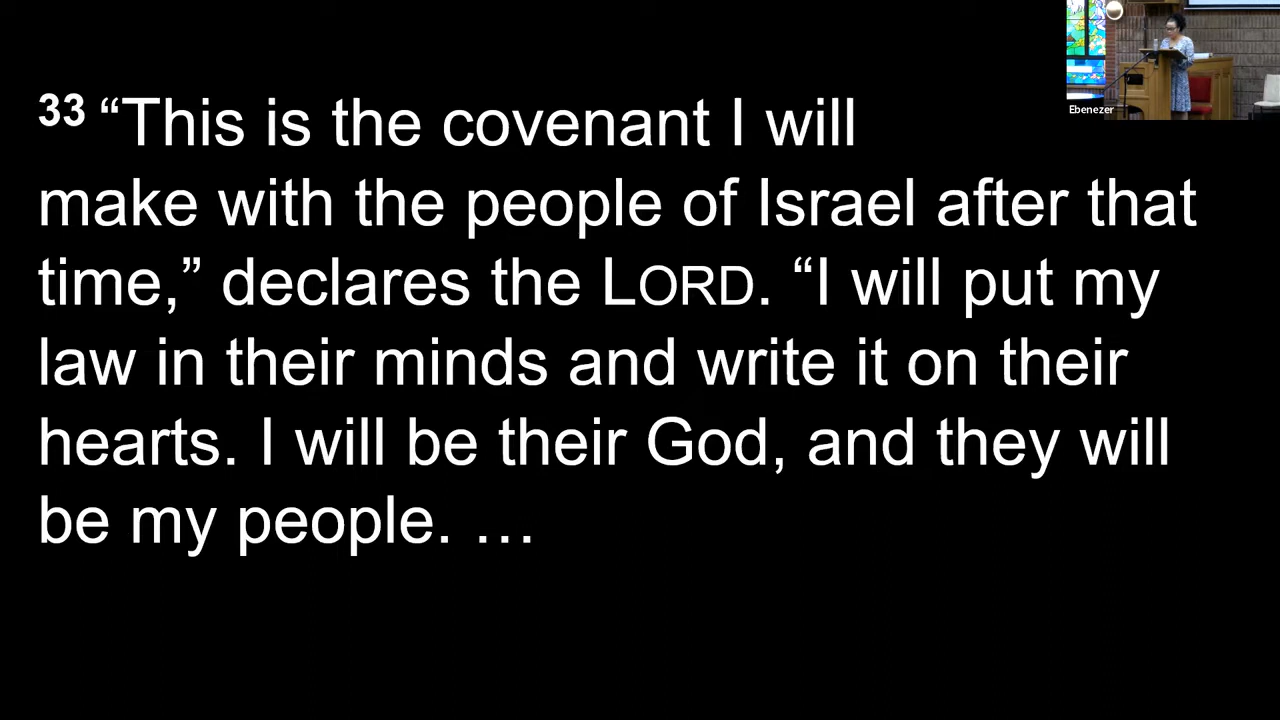 33 “This is the covenant I will
make with the people of Israel after that
time,” declares the LORD. “I will put my
law in their minds and write it on their
hearts. I will be their God, and they will
be my people. …
Ebenezer